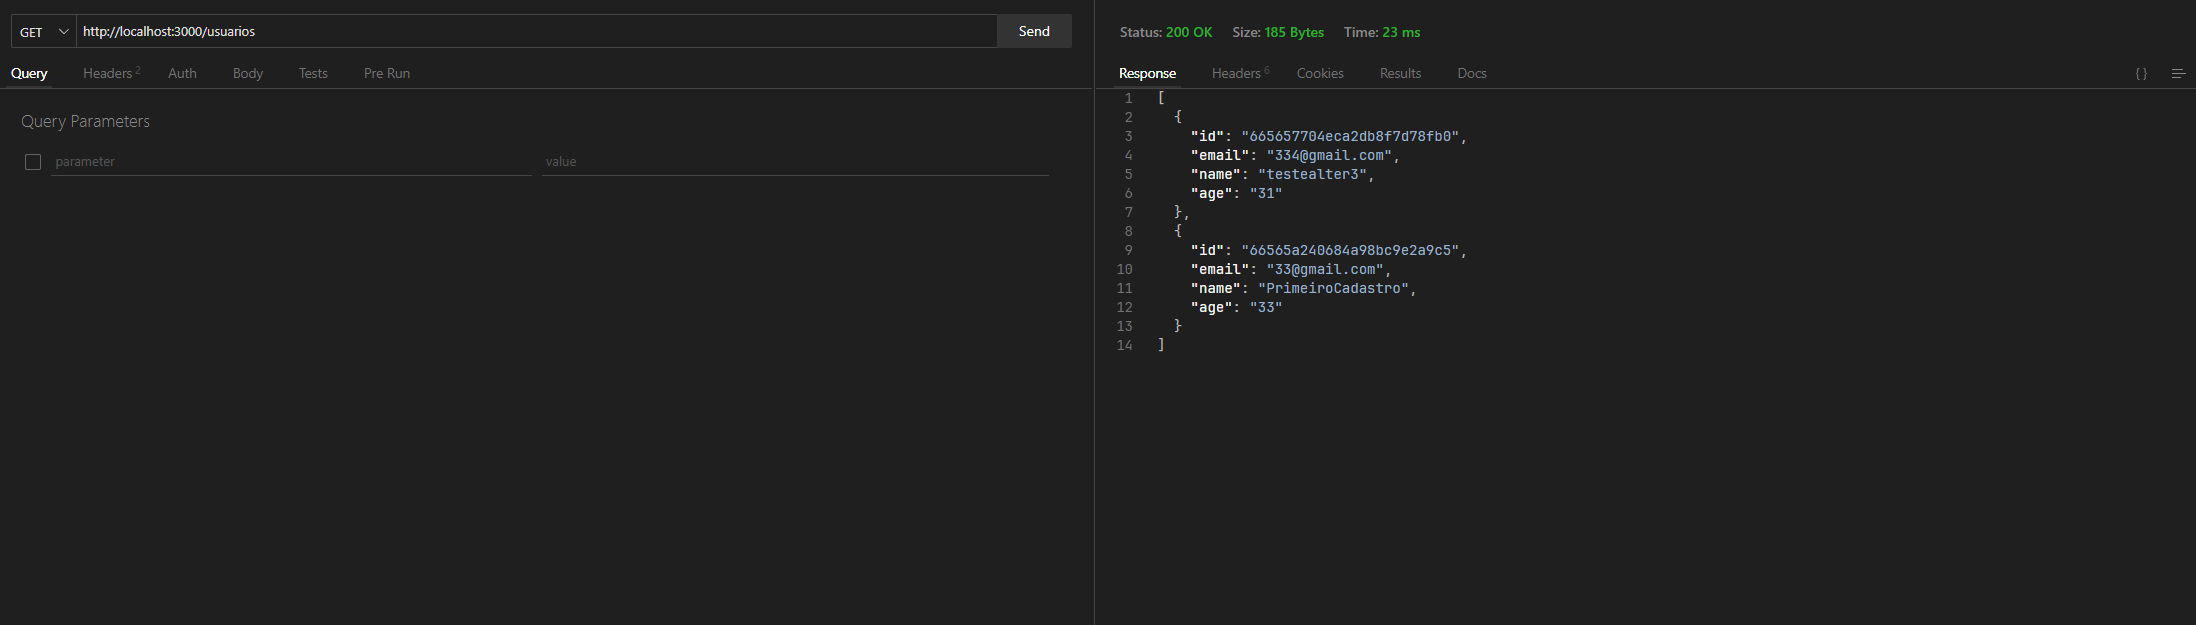 GET http://localhost:3000/usuarios Send
Query Headers 2 Auth Body Tests Pre Run
Query Parameters
parameter value
Status: 200 OK Size: 185 Bytes Time: 23 ms
Response Headers 6 Cookies Results Docs { }
1 [
2 {
3 "id": "665657704eca2db8f7d78fb0",
4 "email": "334@gmail.com",
5 "name": "testealter3",
6 "age": "31"
7 },
8 {
9 "id": "66565a240684a98bc9e2a9c5",
10 "email": "33@gmail.com",
11 "name": "PrimeiroCadastro",
12 "age": "33"
13 }
14 ]